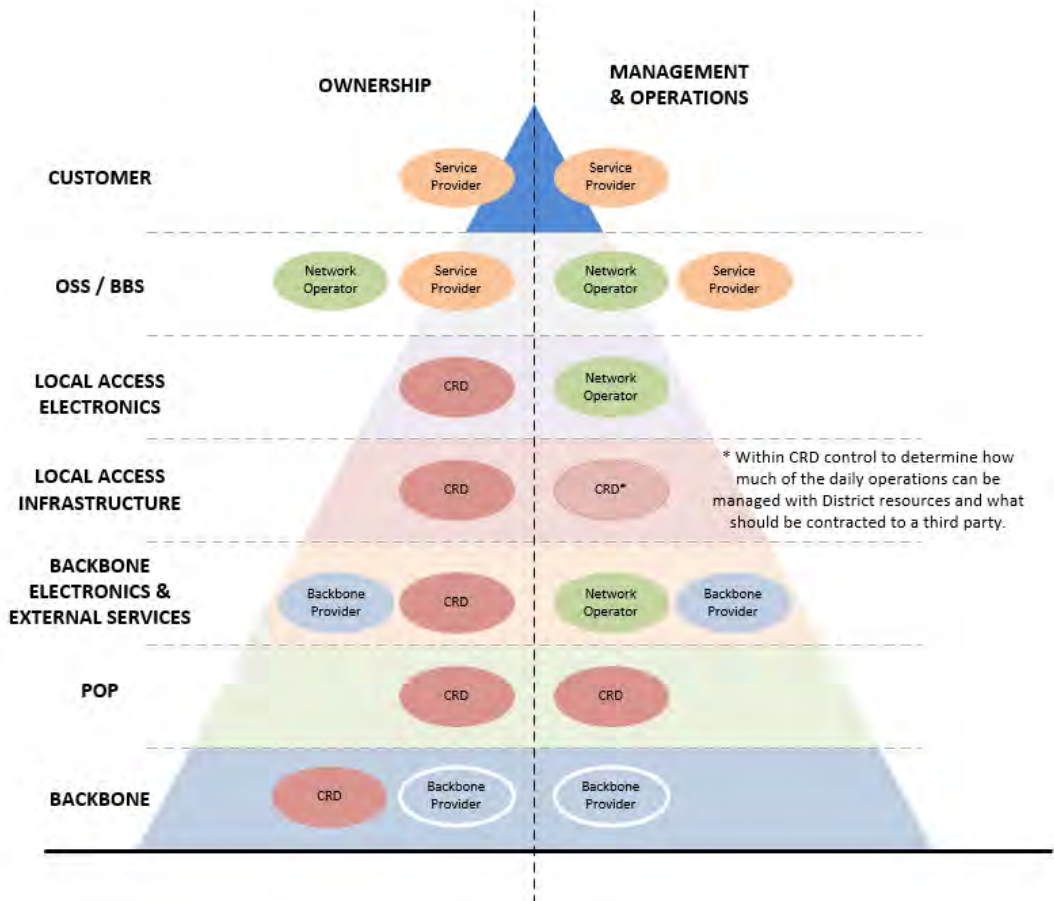 OWNERSHIP
MANAGEMENT
& OPERATIONS
CUSTOMER
Service
Provider
Service
Provider
OSS / BBS
Network
Operator
Service
Provider
Network
Operator
Service
Provider
LOCAL ACCESS
ELECTRONICS
CRD
Network
Operator
LOCAL ACCESS
INFRASTRUCTURE
CRD
CRD*
* Within CRD control to determine how
much of the daily operations can be
managed with District resources and what
should be contracted to a third party.
BACKBONE
ELECTRONICS &
EXTERNAL SERVICES
Backbone
Provider
CRD
Network
Operator
Backbone
Provider
POP
CRD
CRD
BACKBONE
CRD
Backbone
Provider
Backbone
Provider